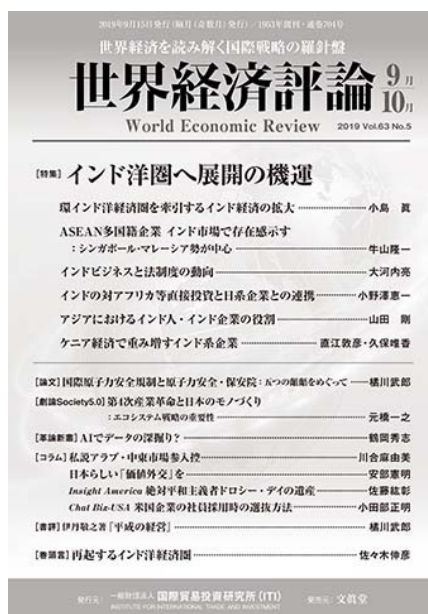 2019年9月15日発行(隔月(奇数月)発行)/1953年創刊・通巻704号
世界経済を読み解く国際戦略の羅針盤
世界経済評論 9月10月
World Economic Review 2019 Vol.63 No.5
[特集] インド洋圏へ展開の機運
環インド洋経済圏を牽引するインド経済の拡大 小島 眞
ASEAN多国籍企業 インド市場で存在感示す
:シンガポール・マレーシア勢が中心 牛山隆一
インドビジネスと法制度の動向 大河内亮
インドの対アフリカ等直接投資と日系企業との連携 小野澤恵一
アジアにおけるインド人・インド企業の役割 山田 剛
ケニア経済で重み増すインド系企業 直江敦彦・久保唯香
[論文] 国際原子力安全規制と原子力安全・保安院:五つの顚顚をめぐって 橘川武郎
[創論Society5.0] 第4次産業革命と日本のモノづくり
:エコシステム戦略の重要性 元橋一之
[革論新書] AIでデータの深掘り? 鶴岡秀志
[コラム] 私説アラブ・中東市場参入控 川合麻由美
日本らしい「価値外交」を 安部憲明
Insight America 絶対平和主義者ドロシー・デイの遺産 佐藤紘彰
Chat Biz-USA 米国企業の社員採用時の選抜方法 小田部正明
[書評] 伊丹敬之著『平成の経営』 橘川武郎
[巻頭言] 再起するインド洋経済圏 佐々木伸彦
発行元: 一般財団法人 国際貿易投資研究所(ITI) 発売元: 文眞堂
INSTITUTE FOR INTERNATIONAL TRADE AND INVESTMENT